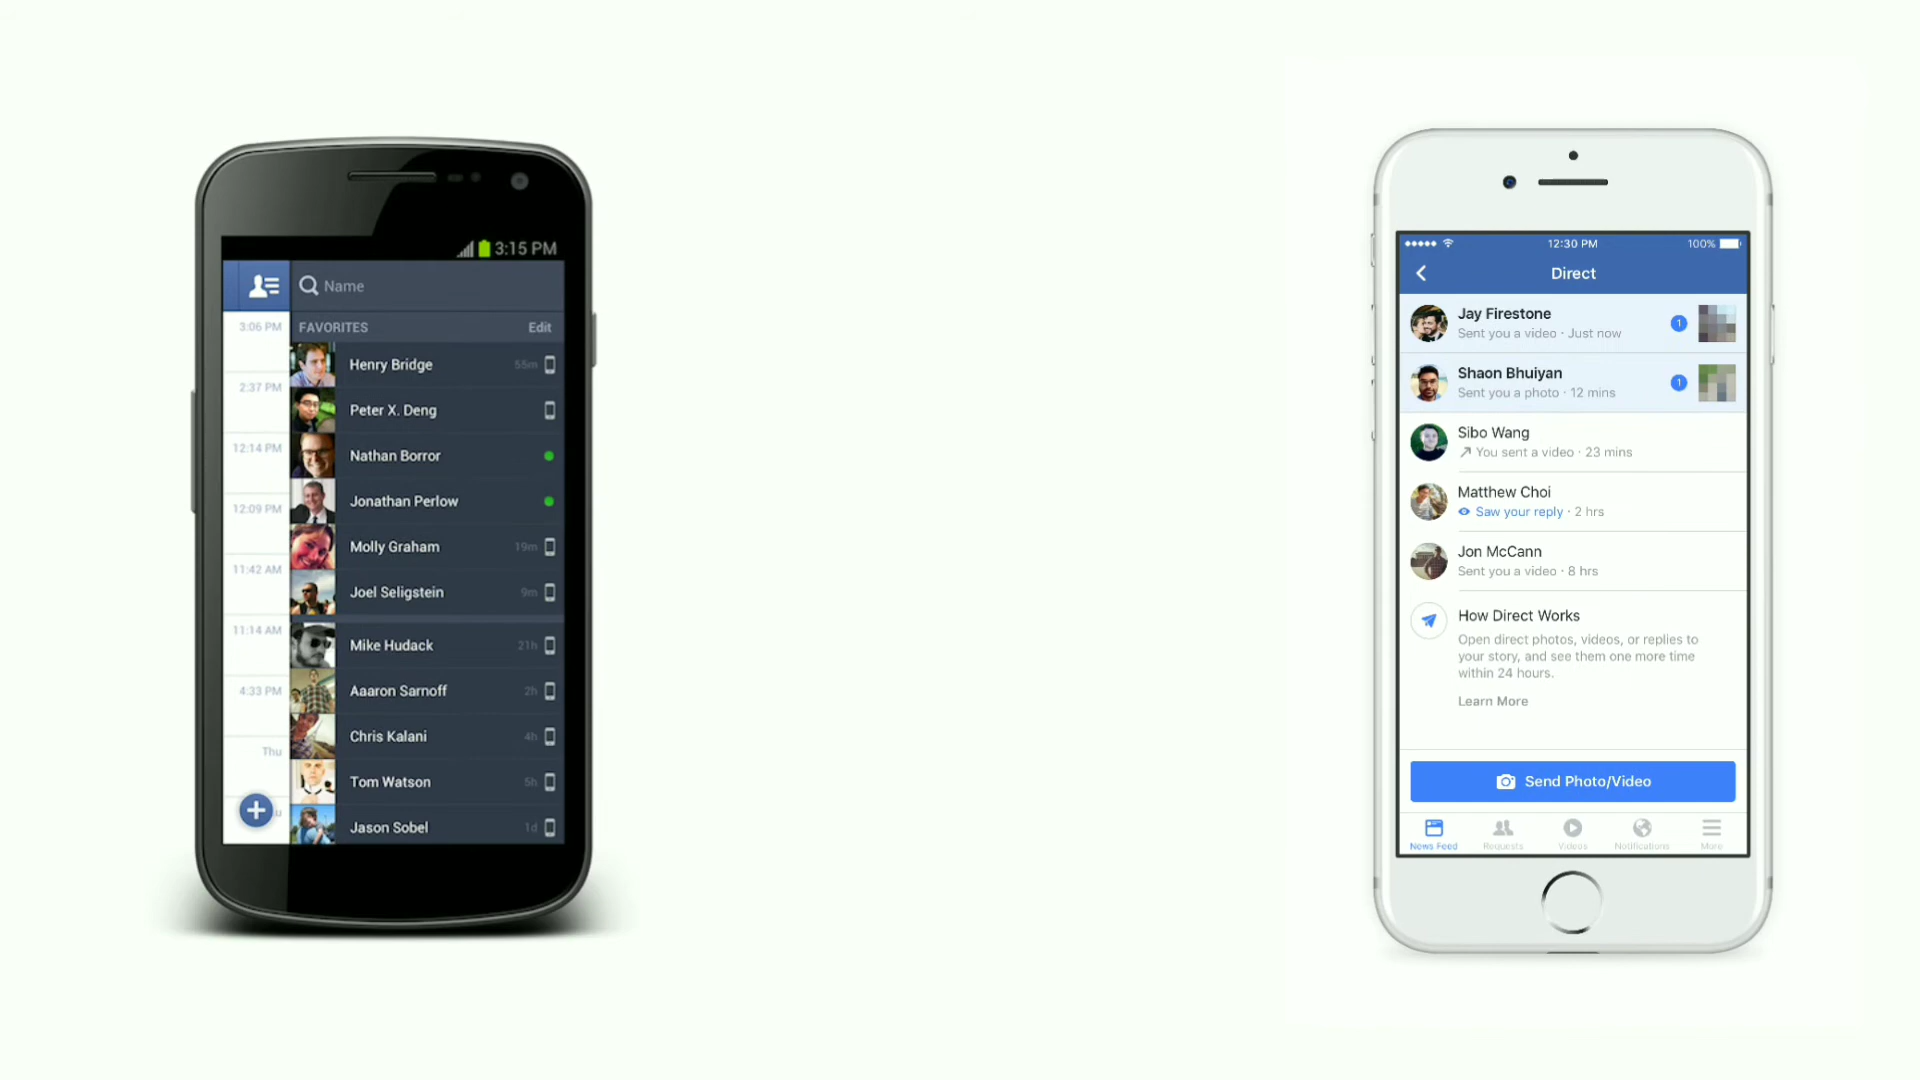 3:15 PM
Name
3:06 PM
FAVORITES Edit
Henry Bridge 55m
2:37 PM
Peter X. Deng
12:14 PM
Nathan Borror
12:09 PM
Jonathan Perlow
Molly Graham 19m
11:42 AM
Joel Seligstein 9m
11:14 AM
Mike Hudack 21h
4:33 PM
Aaaron Sarnoff 2h
Chris Kalani 4h
Thu
Tom Watson 5h
Jason Sobel 1d
12:30 PM 100%
Direct
Jay Firestone
Sent you a video · Just now
1
Shaon Bhuiyan
Sent you a photo · 12 mins
1
Sibo Wang
You sent a video · 23 mins
Matthew Choi
Saw your reply · 2 hrs
Jon McCann
Sent you a video · 8 hrs
How Direct Works
Open direct photos, videos, or replies to
your story, and see them one more time
within 24 hours.
Learn More
Send Photo/Video
News Feed Requests Videos Notifications More